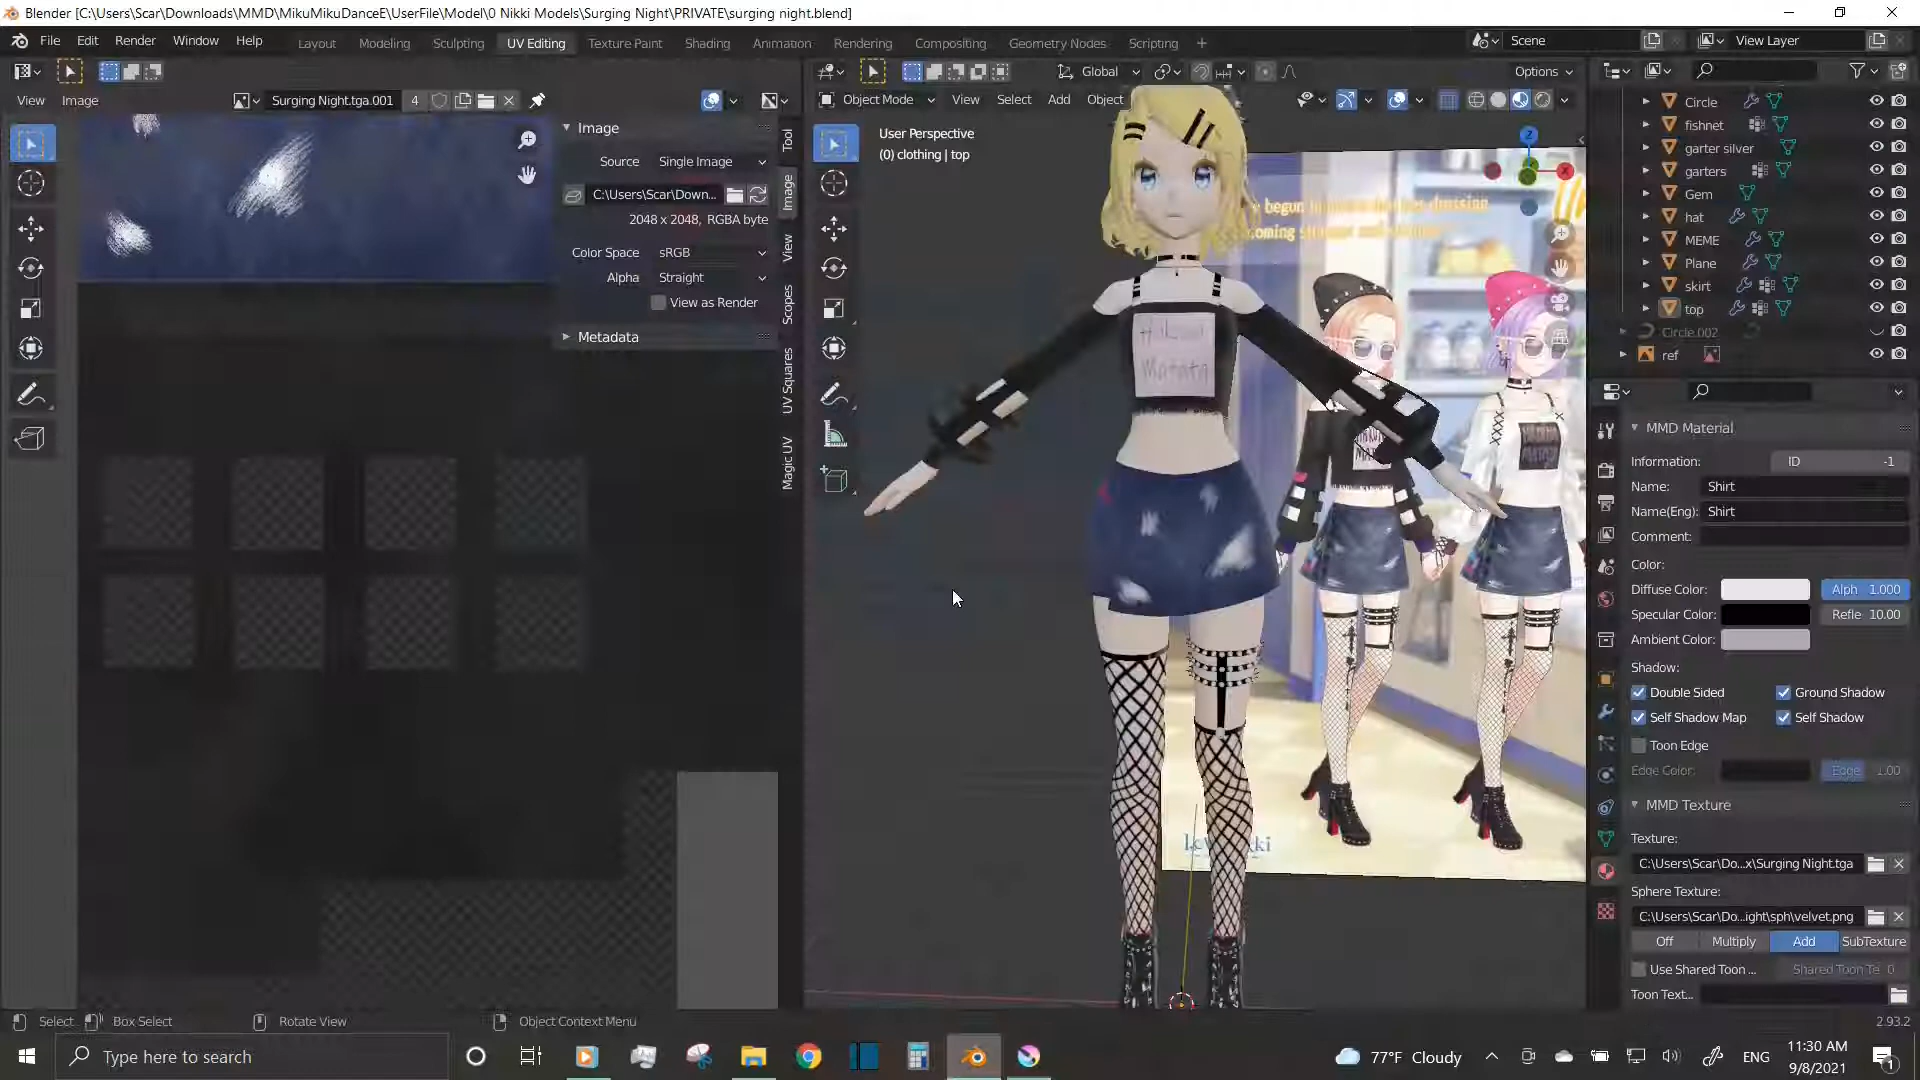 Blender [C:\Users\Scar\Downloads\MMD\MikuMikuDanceE\UserFile\Model\0 Nikki Models\Surging Night\PRIVATE\surging night.blend]
File Edit Render Window Help Layout Modeling Sculpting UV Editing Texture Paint Shading Animation Rendering Compositing Geometry Nodes Scripting + Scene View Layer
Global Options
View Image Surging Night.tga.001 4 Object Mode View Select Add Object
Image
Source Single Image
C:\Users\Scar\Down...
2048 x 2048, RGBA byte
Color Space sRGB
Alpha Straight
View as Render
Metadata
Tool
Image
View
Scopes
UV Squares
Magic UV
User Perspective
(0) clothing | top
Z
X
begun
Circle
fishnet
garter silver
garters
Gem
hat
MEME
Plane
skirt
top
Circle.002
ref
MMD Material
Information: ID -1
Name: Shirt
Name(Eng): Shirt
Comment:
Color:
Diffuse Color: Alph 1.000
Specular Color: Refle 10.00
Ambient Color:
Shadow:
Double Sided Ground Shadow
Self Shadow Map Self Shadow
Toon Edge
Edge Color: Edge 1.00
MMD Texture
Texture:
C:\Users\Scar\Do...x\Surging Night.tga
Sphere Texture:
C:\Users\Scar\Do...ight\sph\velvet.png
Off Multiply Add SubTexture
Use Shared Toon ... Shared Toon Te 0
Toon Text...
Select Box Select Rotate View Object Context Menu 2.93.2
Type here to search 77°F Cloudy ENG 11:30 AM
9/8/2021 1